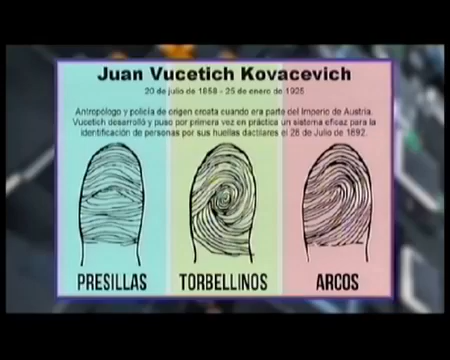 Juan Vucetich Kovacevich
20 de julio de 1858 - 25 de enero de 1925
Antropólogo y policía de origen croata cuando era parte del Imperio de Austria.
Vucetich desarrolló y puso por primera vez en práctica un sistema eficaz para la
identificación de personas por sus huellas dactilares el 28 de Julio de 1892.
PRESILLAS TORBELLINOS ARCOS